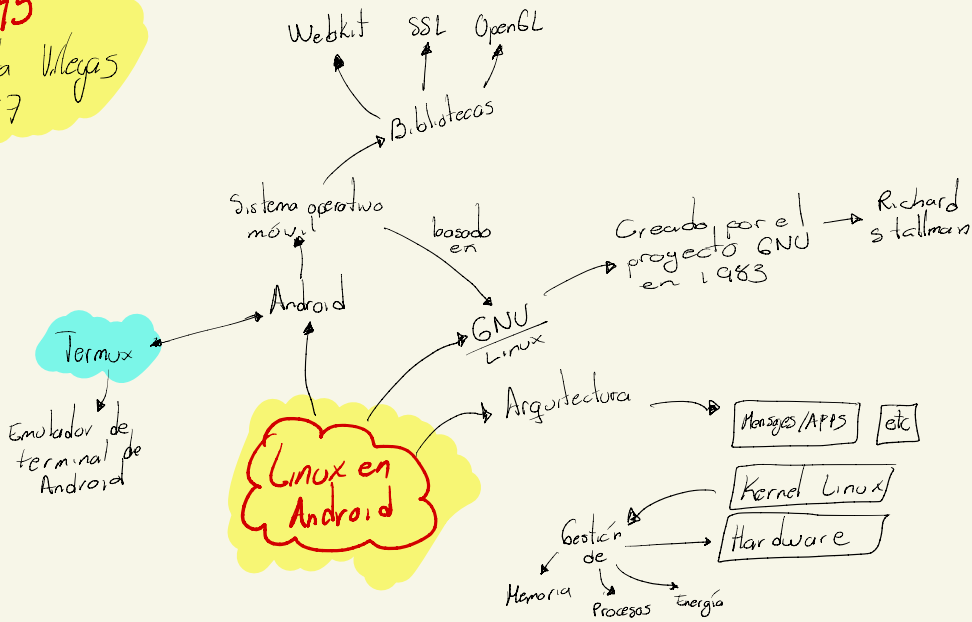 Villegas
7
Webkit SSL OpenGL
Bibliotecas
Sistema operativo
móvil
basado
en
Creado por el
proyecto GNU
en 1983
Richard
stallman
Android
GNU
Linux
Termux
Emulador de
terminal de
Android
Linux en
Android
Arquitectura
Mensajes/APPS
etc
Kernel Linux
Hardware
Gestión
de
Memoria
Procesos
Energía